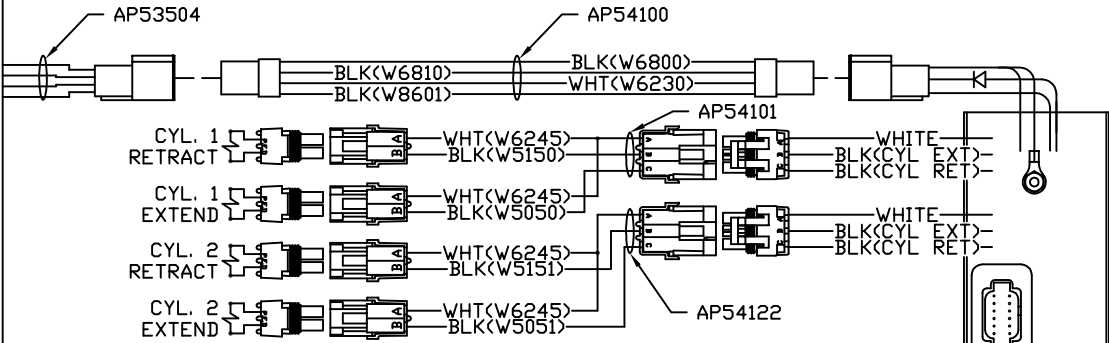 AP53504
AP54100
BLK(W6800)
BLK(W6810)
WHT(W6230)
BLK(W8601)
AP54101
CYL. 1
RETRACT
A
B
WHT(W6245)
BLK(W5150)
A
B
C
A
B
C
WHITE
BLK(CYL EXT)
BLK(CYL RET)
CYL. 1
EXTEND
A
B
WHT(W6245)
BLK(W5050)
A
B
C
A
B
C
WHITE
BLK(CYL EXT)
BLK(CYL RET)
CYL. 2
RETRACT
A
B
WHT(W6245)
BLK(W5151)
CYL. 2
EXTEND
A
B
WHT(W6245)
BLK(W5051)
AP54122